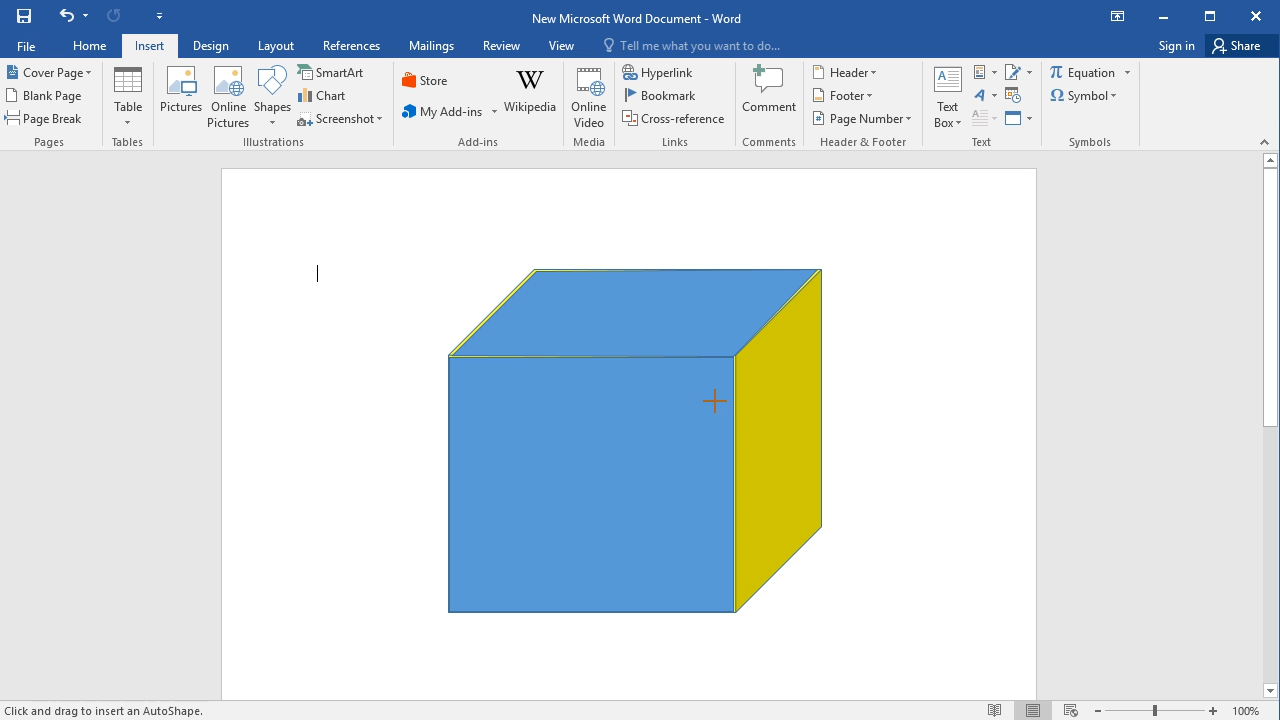 New Microsoft Word Document - Word
File Home Insert Design Layout References Mailings Review View Tell me what you want to do... Sign in Share
Cover Page
Blank Page
Page Break
Pages
Table
Tables
Pictures
Online
Pictures
Shapes
SmartArt
Chart
Screenshot
Illustrations
Store
My Add-ins
W
Wikipedia
Add-ins
Online
Video
Media
Hyperlink
Bookmark
Cross-reference
Links
Comment
Comments
Header
Footer
Page Number
Header & Footer
Text
Box
Text
π Equation
Ω Symbol
Symbols
Click and drag to insert an AutoShape.
100%